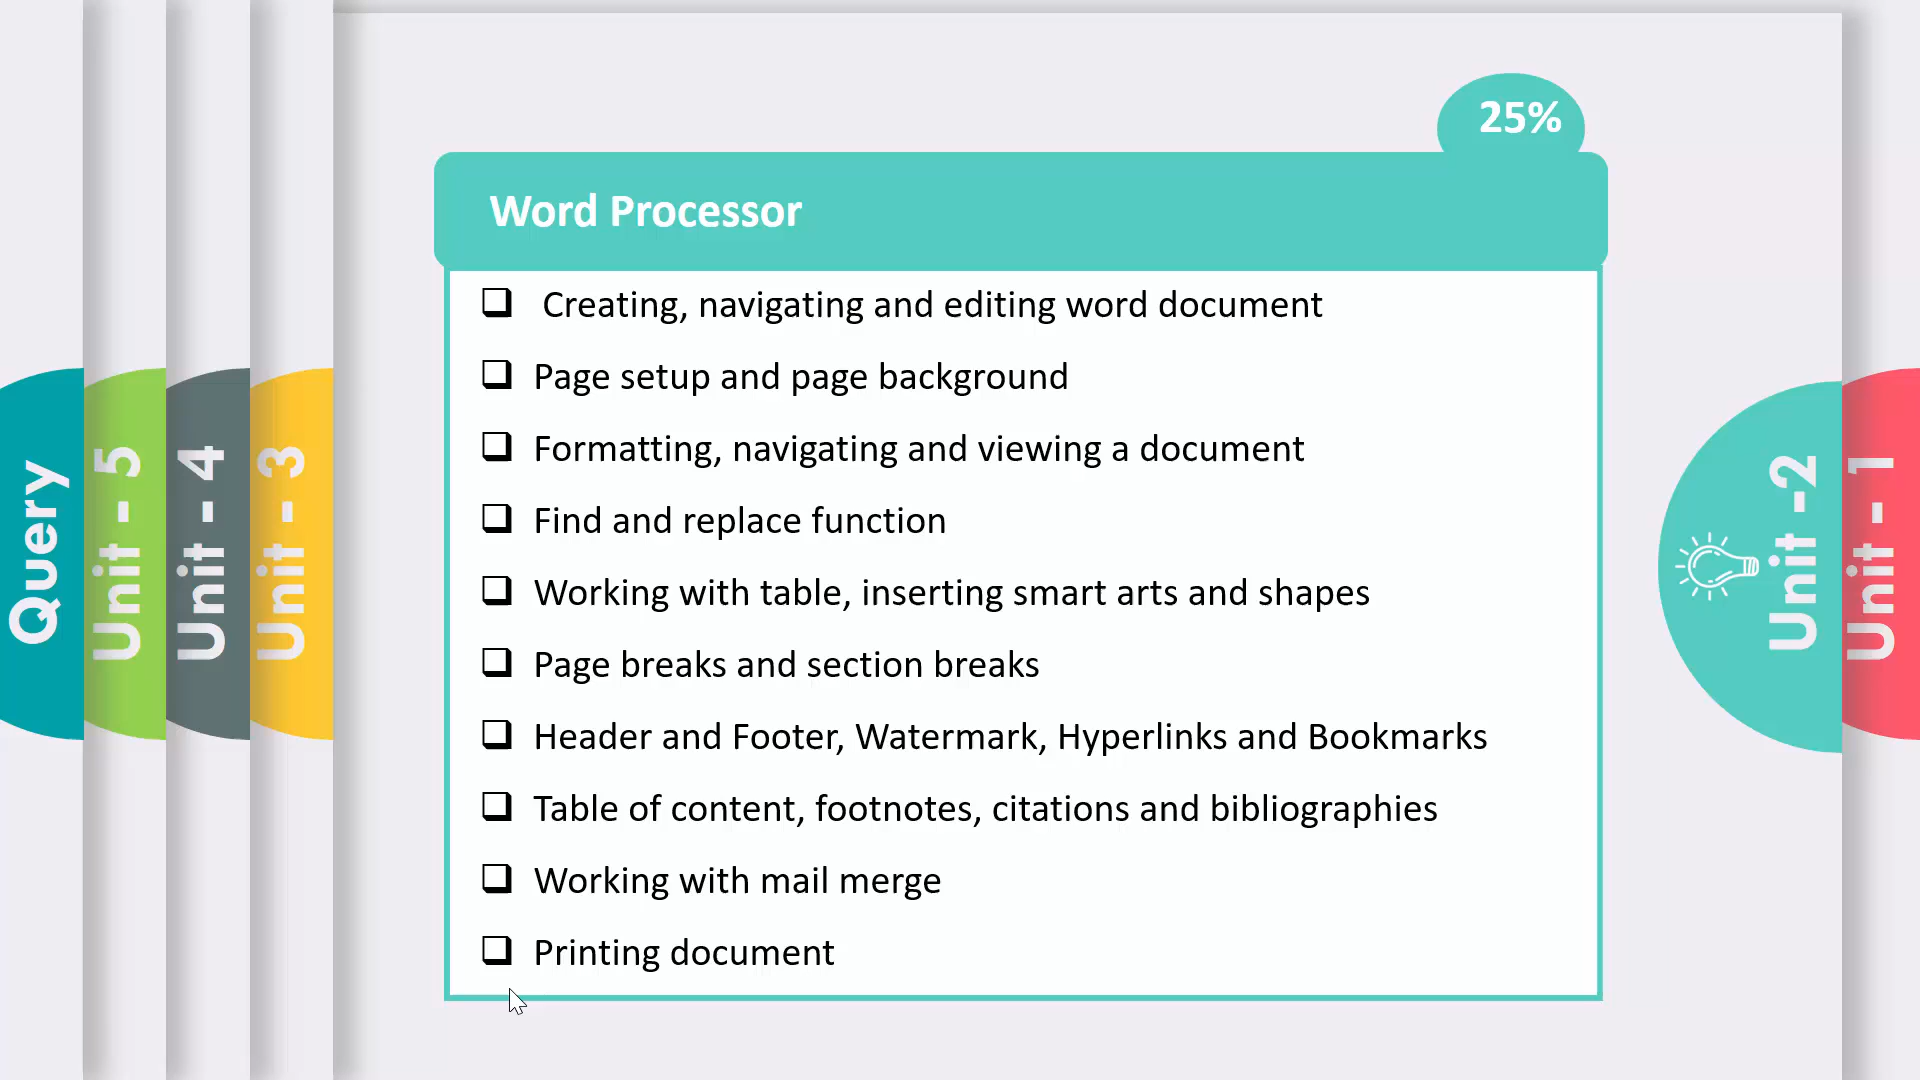 25%
Word Processor
Creating, navigating and editing word document
Page setup and page background
Formatting, navigating and viewing a document
Find and replace function
Working with table, inserting smart arts and shapes
Page breaks and section breaks
Header and Footer, Watermark, Hyperlinks and Bookmarks
Table of content, footnotes, citations and bibliographies
Working with mail merge
Printing document
Query
Unit - 5
Unit - 4
Unit - 3
Unit -2
Unit - 1